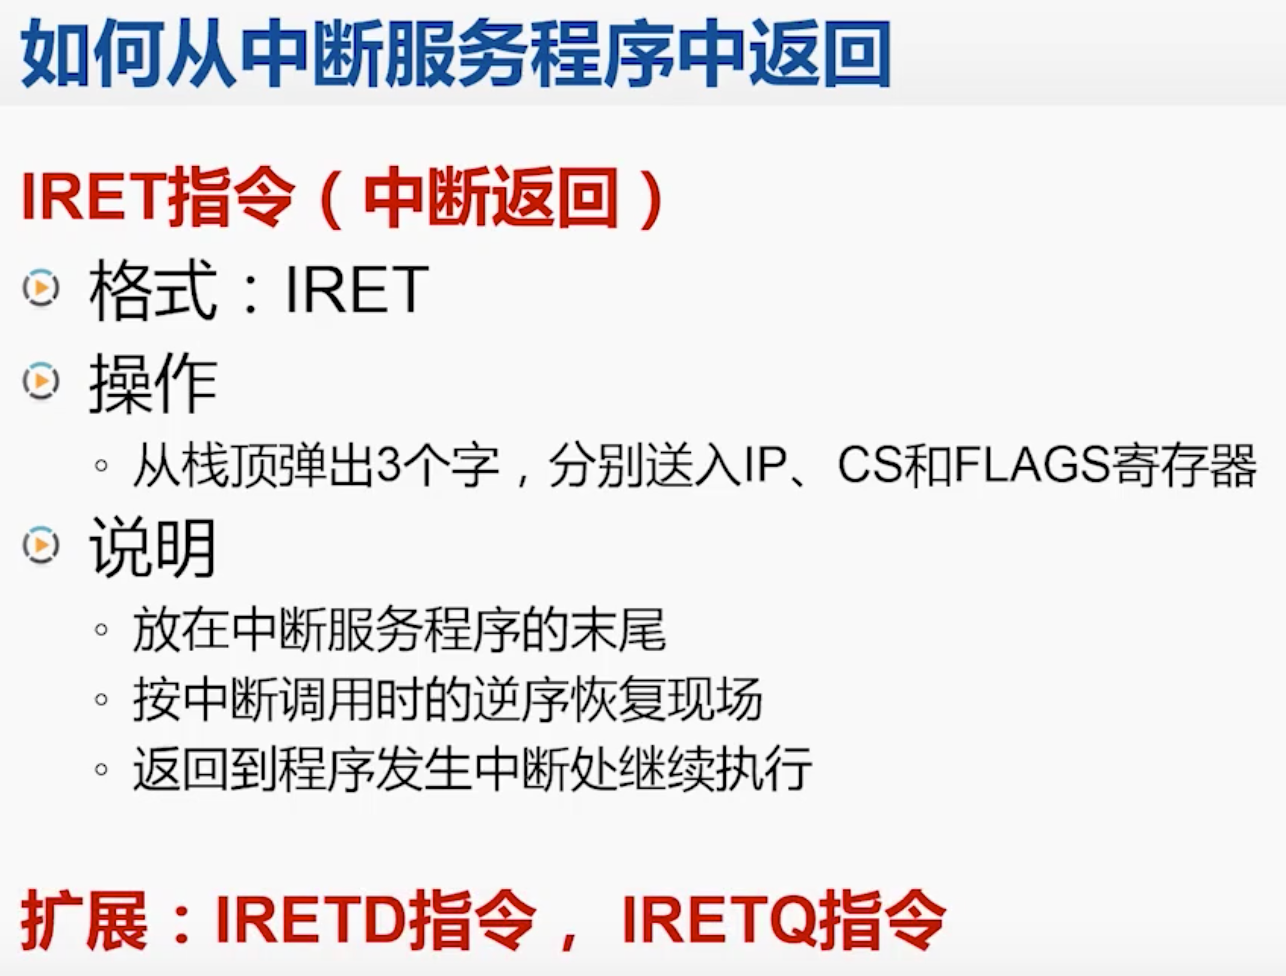 如何从中断服务程序中返回
IRET指令（中断返回）
格式：IRET
操作
从栈顶弹出3个字，分别送入IP、CS和FLAGS寄存器
说明
放在中断服务程序的末尾
按中断调用时的逆序恢复现场
返回到程序发生中断处继续执行
扩展：IRETD指令，IRETQ指令